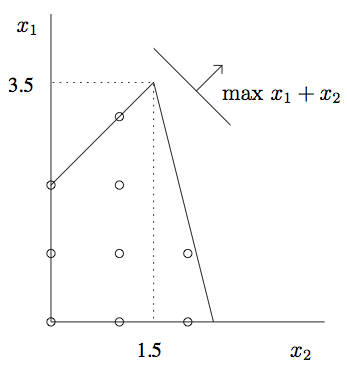 x₁
3.5
max x₁ + x₂
1.5
x₂